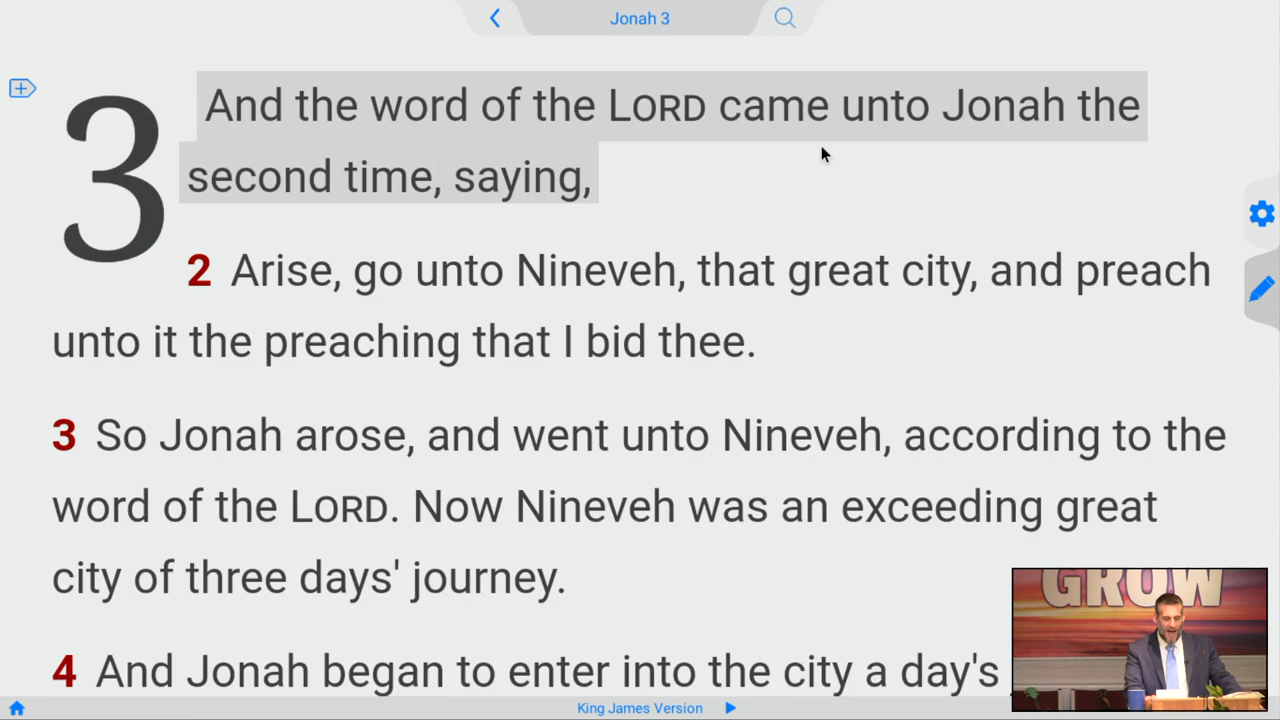 Jonah 3
3 And the word of the LORD came unto Jonah the
second time, saying,
2 Arise, go unto Nineveh, that great city, and preach
unto it the preaching that I bid thee.
3 So Jonah arose, and went unto Nineveh, according to the
word of the LORD. Now Nineveh was an exceeding great
city of three days' journey.
4 And Jonah began to enter into the city a day's
GROW
King James Version